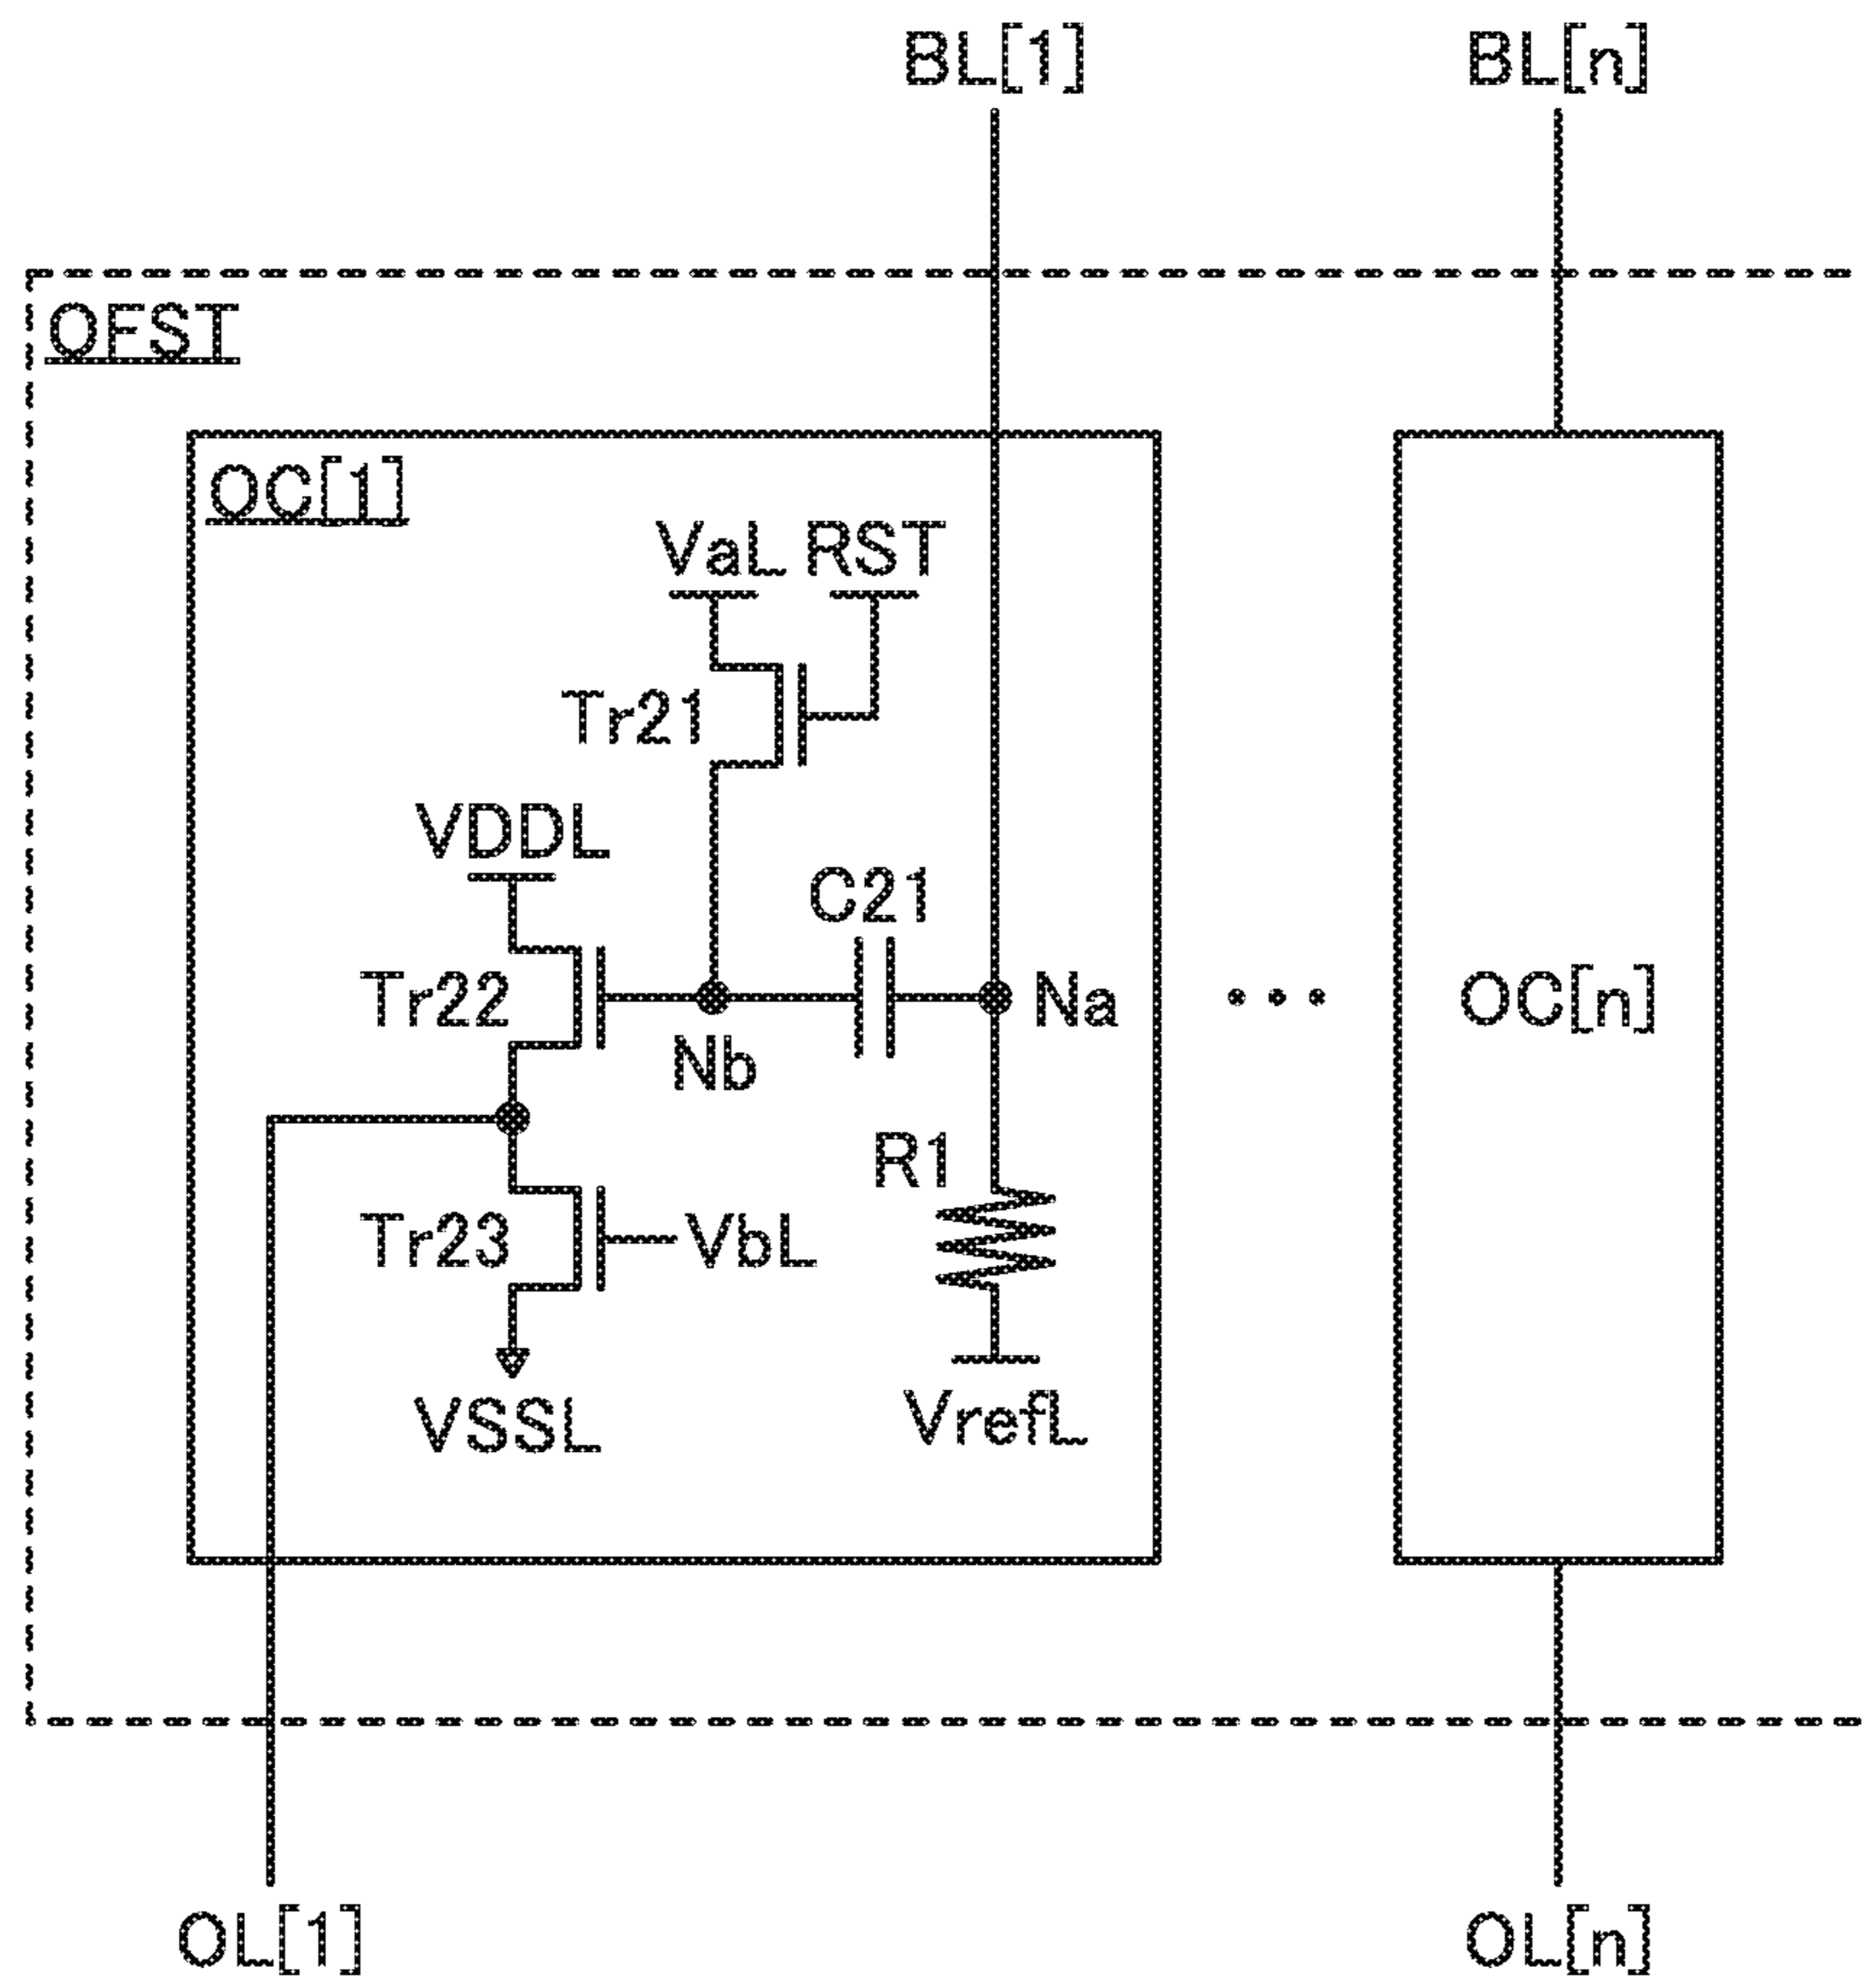 BL[1] BL[n]
OFST
OC[1]
VaL RST
Tr21
VDDL
C21
Tr22 Na ・・・ OC[n]
Nb
R1
Tr23 VbL
VSSL VrefL
OL[1] OL[n]